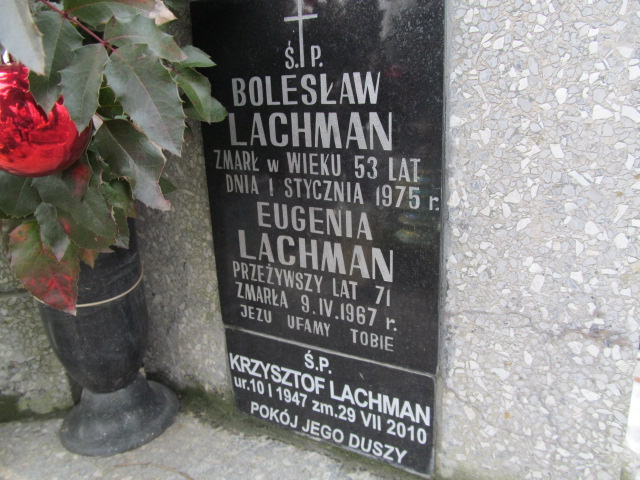 Ś.P.
BOLESŁAW
LACHMAN
ZMARŁ w WIEKU 53 LAT
DNIA 1 STYCZNIA 1975 r.
EUGENIA
LACHMAN
PRZEŻYWSZY LAT 71
ZMARŁA 9.IV.1967 r.
JEZU UFAMY TOBIE
Ś.P.
KRZYSZTOF LACHMAN
ur.10 I 1947 zm.29 VII 2010
POKÓJ JEGO DUSZY